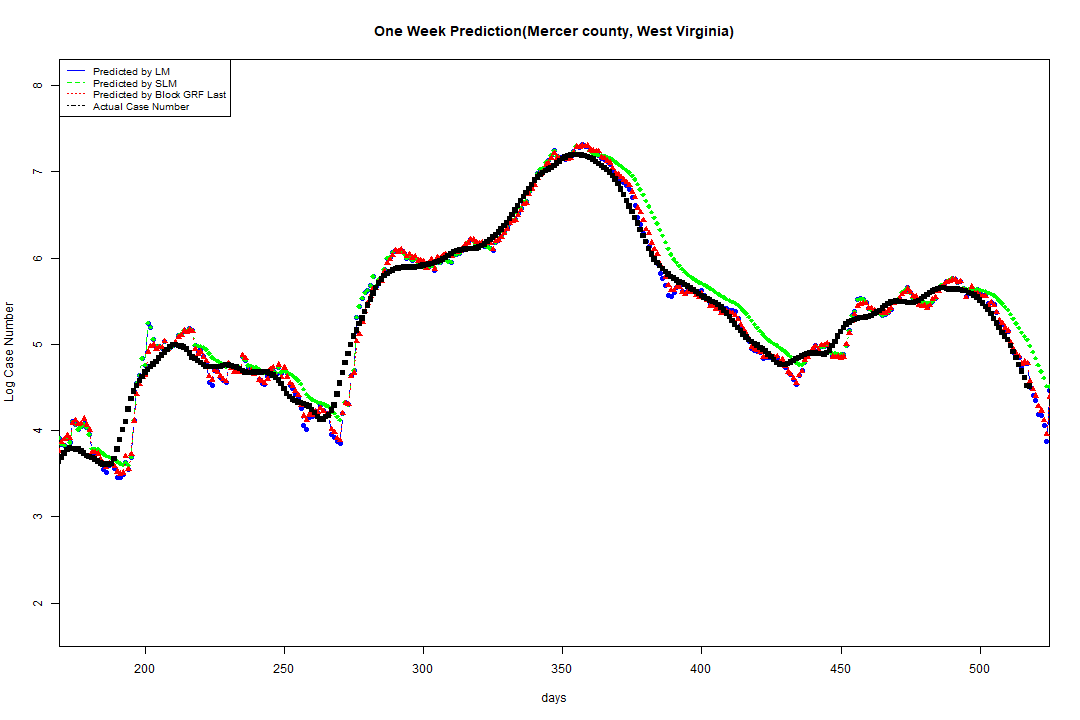 One Week Prediction(Mercer county, West Virginia)
Predicted by LM
Predicted by SLM
Predicted by Block GRF Last
Actual Case Number
Log Case Number
8
7
6
5
4
3
2
200 250 300 350 400 450 500
days